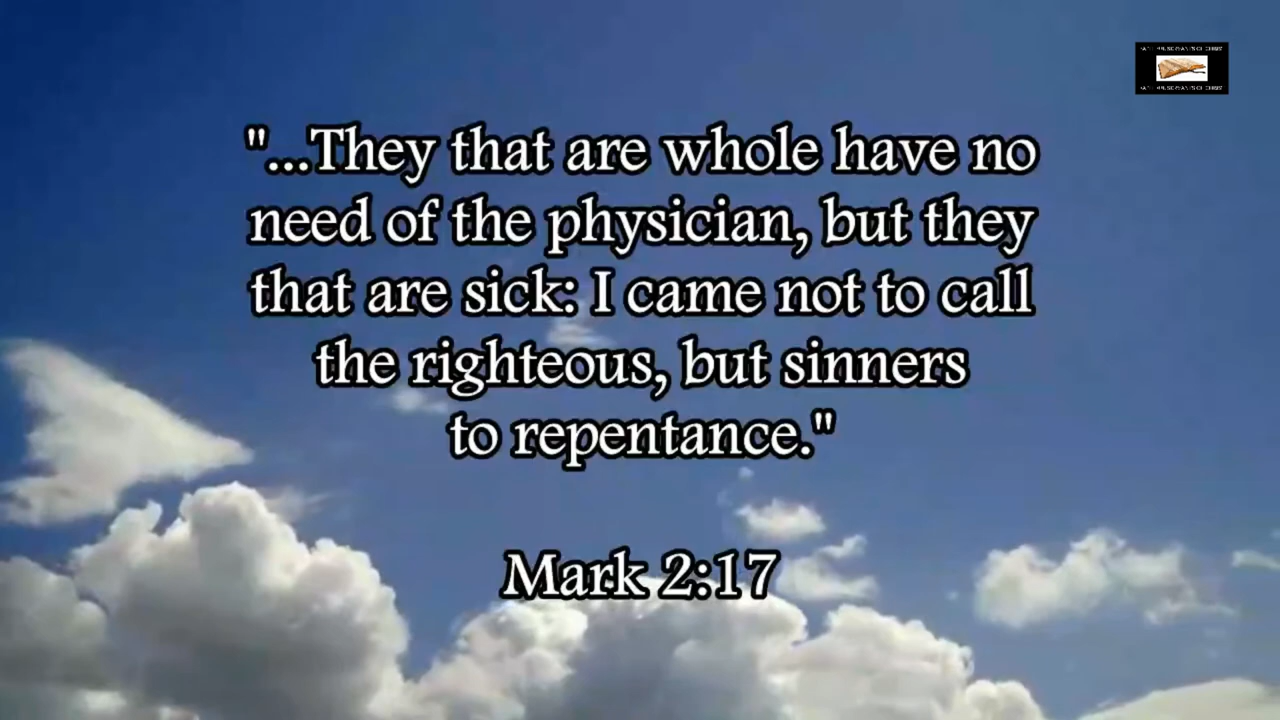 "...They that are whole have no
need of the physician, but they
that are sick: I came not to call
the righteous, but sinners
to repentance."
Mark 2:17